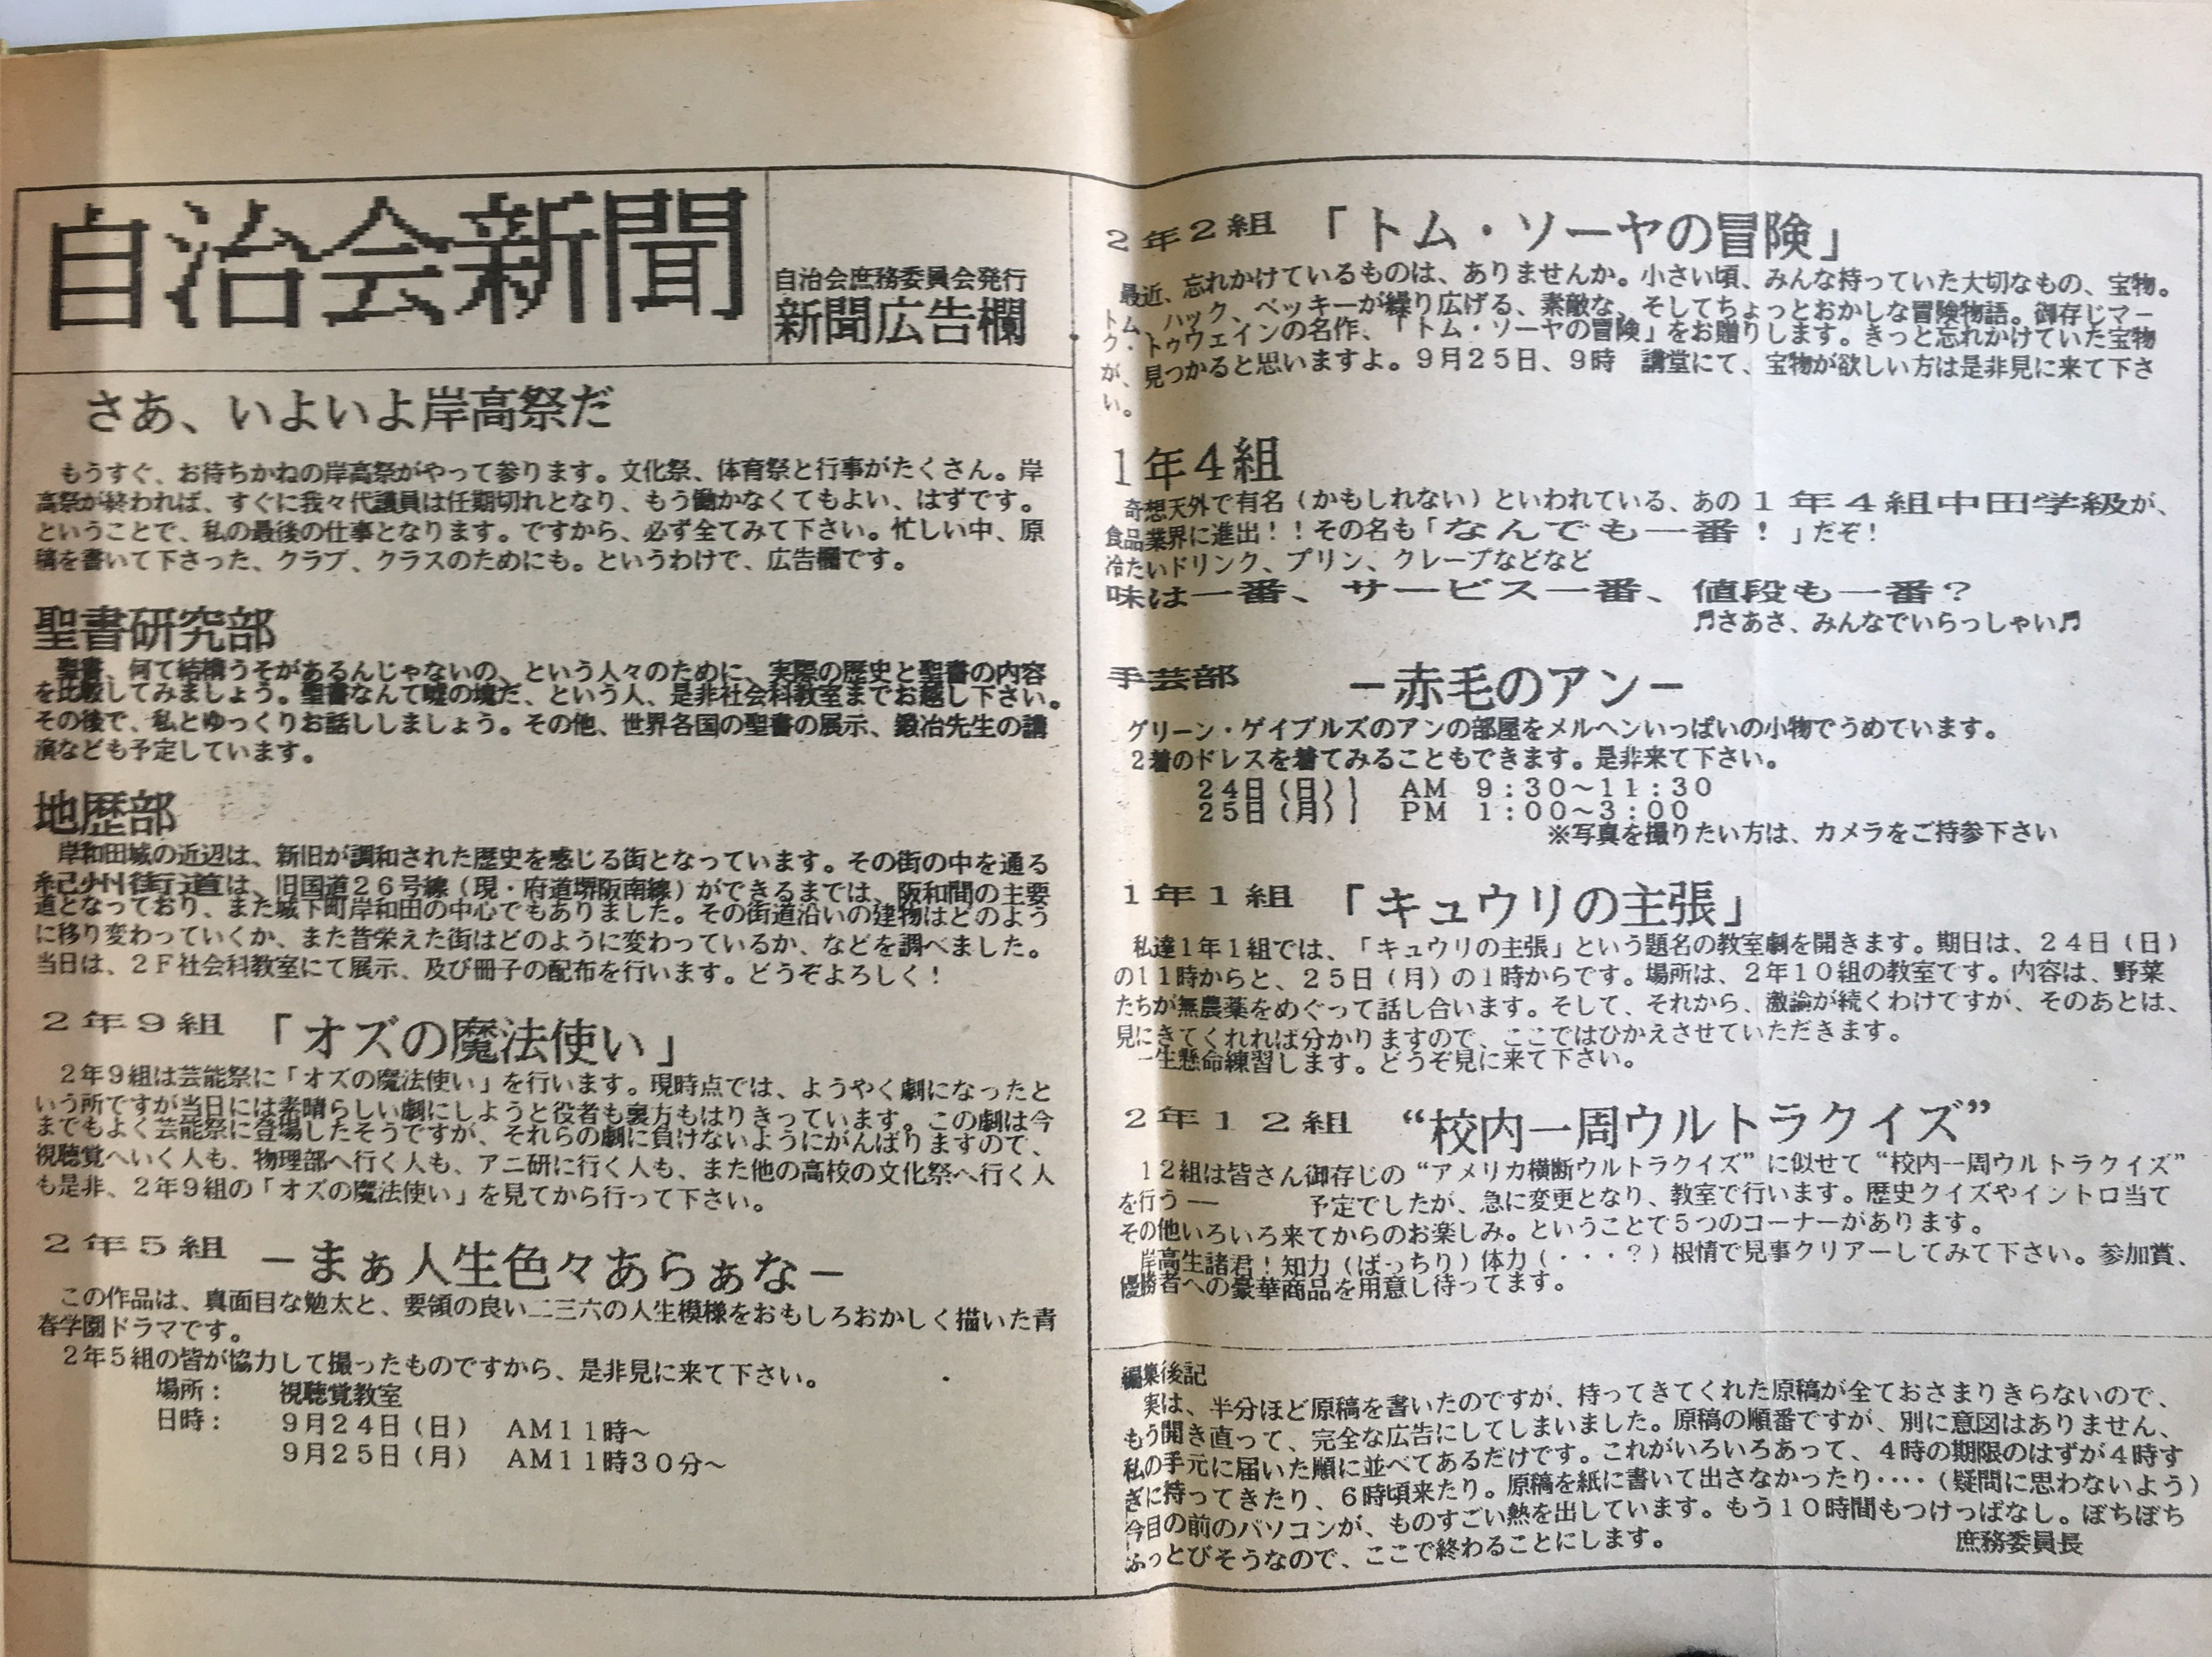 自治会新聞
自治会庶務委員会発行
新聞広告欄
さあ、いよいよ岸高祭だ
もうすぐ、お待ちかねの岸高祭がやって参ります。文化祭、体育祭と行事がたくさん。岸
高祭が終われば、すぐに我々代議員は任期切れとなり、もう働かなくてもよい、はずです。
ということで、私の最後の仕事となります。ですから、必ず全てみて下さい。忙しい中、原
稿を書いて下さった、クラブ、クラスのためにも。というわけで、広告欄です。
聖書研究部
聖書、何て結構うそがあるんじゃないの、という人々のために、実際の歴史と聖書の内容
を比較してみましょう。聖書なんて嘘の塊だ、という人、是非社会科教室までお越し下さい。
その後で、私とゆっくりお話ししましょう。その他、世界各国の聖書の展示、鍛冶先生の講
演なども予定しています。
地歴部
岸和田城の近辺は、新旧が調和された歴史を感じる街となっています。その街の中を通る
紀州街道は、旧国道26号線（現・府道堺阪南線）ができるまでは、阪和間の主要
道となっており、また城下町岸和田の中心でもありました。その街道沿いの建物はどのよう
に移り変わっていくか、また昔栄えた街はどのように変わっているか、などを調べました。
当日は、2F社会科教室にて展示、及び冊子の配布を行います。どうぞよろしく！
2年9組 「オズの魔法使い」
2年9組は芸能祭に「オズの魔法使い」を行います。現時点では、ようやく劇になったと
いう所ですが当日には素晴らしい劇にしようと役者も裏方もはりきっています。この劇は今
までもよく芸能祭に登場したそうですが、それらの劇に負けないようにがんばりますので、
視聴覚へいく人も、物理部へ行く人も、アニ研に行く人も、また他の高校の文化祭へ行く人
も是非、2年9組の「オズの魔法使い」を見てから行って下さい。
2年5組 －まぁ人生色々あらぁな－
この作品は、真面目な勉太と、要領の良い二三六の人生模様をおもしろおかしく描いた青
春学園ドラマです。
2年5組の皆が協力して撮ったものですから、是非見に来て下さい。
場所： 視聴覚教室
日時： 9月24日（日） AM11時～
9月25日（月） AM11時30分～
2年2組 「トム・ソーヤの冒険」
最近、忘れかけているものは、ありませんか。小さい頃、みんな持っていた大切なもの、宝物。
トム、ハック、ベッキーが繰り広げる、素敵な、そしてちょっとおかしな冒険物語。御存じマー
ク・トゥウェインの名作、「トム・ソーヤの冒険」をお贈りします。きっと忘れかけていた宝物
が、見つかると思いますよ。9月25日、9時 講堂にて、宝物が欲しい方は是非見に来て下さ
い。
1年4組
奇想天外で有名（かもしれない）といわれている、あの1年4組中田学級が、
食品業界に進出！！その名も「なんでも一番！」だぞ！
冷たいドリンク、プリン、クレープなどなど
味は一番、サービス一番、値段も一番？
♬さあさ、みんなでいらっしゃい♬
手芸部 －赤毛のアン－
グリーン・ゲイブルズのアンの部屋をメルヘンいっぱいの小物でうめています。
2着のドレスを着てみることもできます。是非来て下さい。
24日（日）] AM 9：30～11：30
25日（月）] PM 1：00～3：00
※写真を撮りたい方は、カメラをご持参下さい
1年1組 「キュウリの主張」
私達1年1組では、「キュウリの主張」という題名の教室劇を開きます。期日は、24日（日）
の11時からと、25日（月）の1時からです。場所は、2年10組の教室です。内容は、野菜
たちが無農薬をめぐって話し合います。そして、それから、激論が続くわけですが、そのあとは、
見にきてくれれば分かりますので、ここではひかえさせていただきます。
一生懸命練習します。どうぞ見に来て下さい。
2年12組 “校内一周ウルトラクイズ”
12組は皆さん御存じの“アメリカ横断ウルトラクイズ”に似せて“校内一周ウルトラクイズ”
を行う── 予定でしたが、急に変更となり、教室で行います。歴史クイズやイントロ当て
その他いろいろ来てからのお楽しみ。ということで5つのコーナーがあります。
岸高生諸君！知力（ばっちり）体力（・・・？）根情で見事クリアーしてみて下さい。参加賞、
優勝者への豪華商品を用意し待ってます。
編集後記
実は、半分ほど原稿を書いたのですが、持ってきてくれた原稿が全ておさまりきらないので、
もう開き直って、完全な広告にしてしまいました。原稿の順番ですが、別に意図はありません、
私の手元に届いた順に並べてあるだけです。これがいろいろあって、4時の期限のはずが4時す
ぎに持ってきたり、6時頃来たり。原稿を紙に書いて出さなかったり‥‥（疑問に思わないよう）
今目の前のパソコンが、ものすごい熱を出しています。もう10時間もつけっぱなし。ぼちぼち
ふっとびそうなので、ここで終わることにします。
庶務委員長